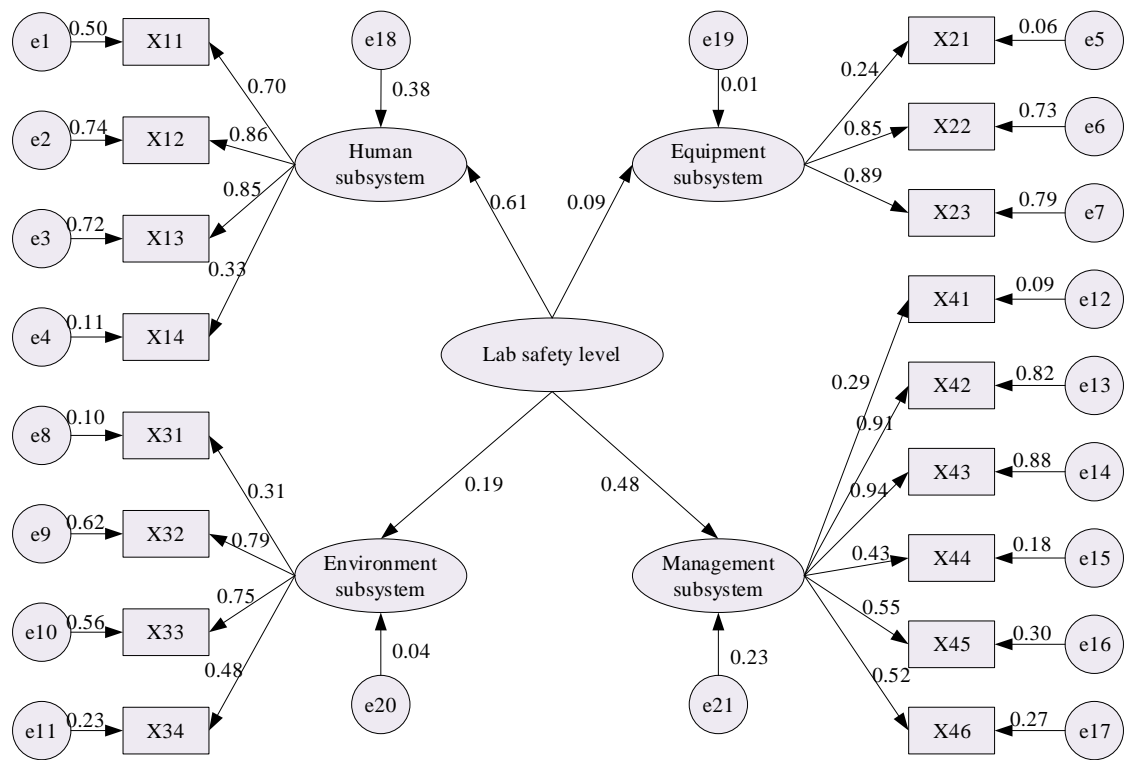 e1
0.50
X11
e2
0.74
X12
e3
0.72
X13
e4
0.11
X14
0.70
0.86
0.85
0.33
e18
0.38
Human
subsystem
0.61
e19
0.01
Equipment
subsystem
0.09
0.24
0.85
0.89
X21
0.06
e5
X22
0.73
e6
X23
0.79
e7
Lab safety level
e8
0.10
X31
e9
0.62
X32
e10
0.56
X33
e11
0.23
X34
0.31
0.79
0.75
0.48
0.19
Environment
subsystem
0.04
e20
0.48
Management
subsystem
0.23
e21
0.29
0.91
0.94
0.43
0.55
0.52
X41
0.09
e12
X42
0.82
e13
X43
0.88
e14
X44
0.18
e15
X45
0.30
e16
X46
0.27
e17